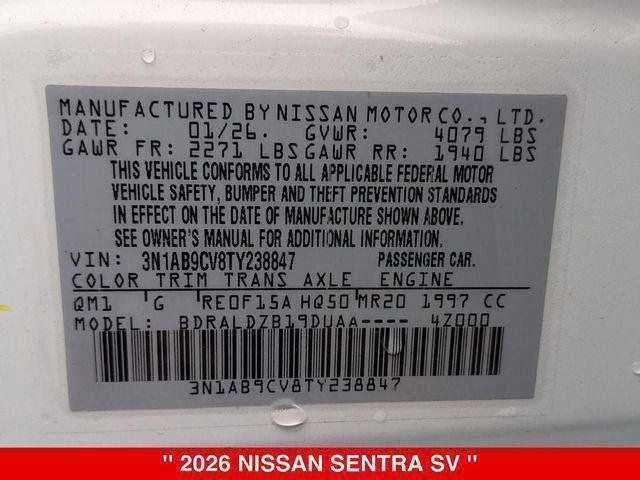 MANUFACTURED BY NISSAN MOTOR CO., LTD.
DATE: 01/26. GVWR: 4079 LBS
GAWR FR: 2271 LBS GAWR RR: 1940 LBS
THIS VEHICLE CONFORMS TO ALL APPLICABLE FEDERAL MOTOR
VEHICLE SAFETY, BUMPER AND THEFT PREVENTION STANDARDS
IN EFFECT ON THE DATE OF MANUFACTURE SHOWN ABOVE.
SEE OWNER'S MANUAL FOR FURTHER INFORMATION
VIN: 3N1AB9CV8TY238847 PASSENGER CAR.
COLOR TRIM TRANS AXLE ENGINE
QM1 G RE0F15A HQ50 MR20 1997 CC
MODEL: BDRALDZB19DUAA---- 4Z000
3N1AB9CV8TY238847
" 2026 NISSAN SENTRA SV "